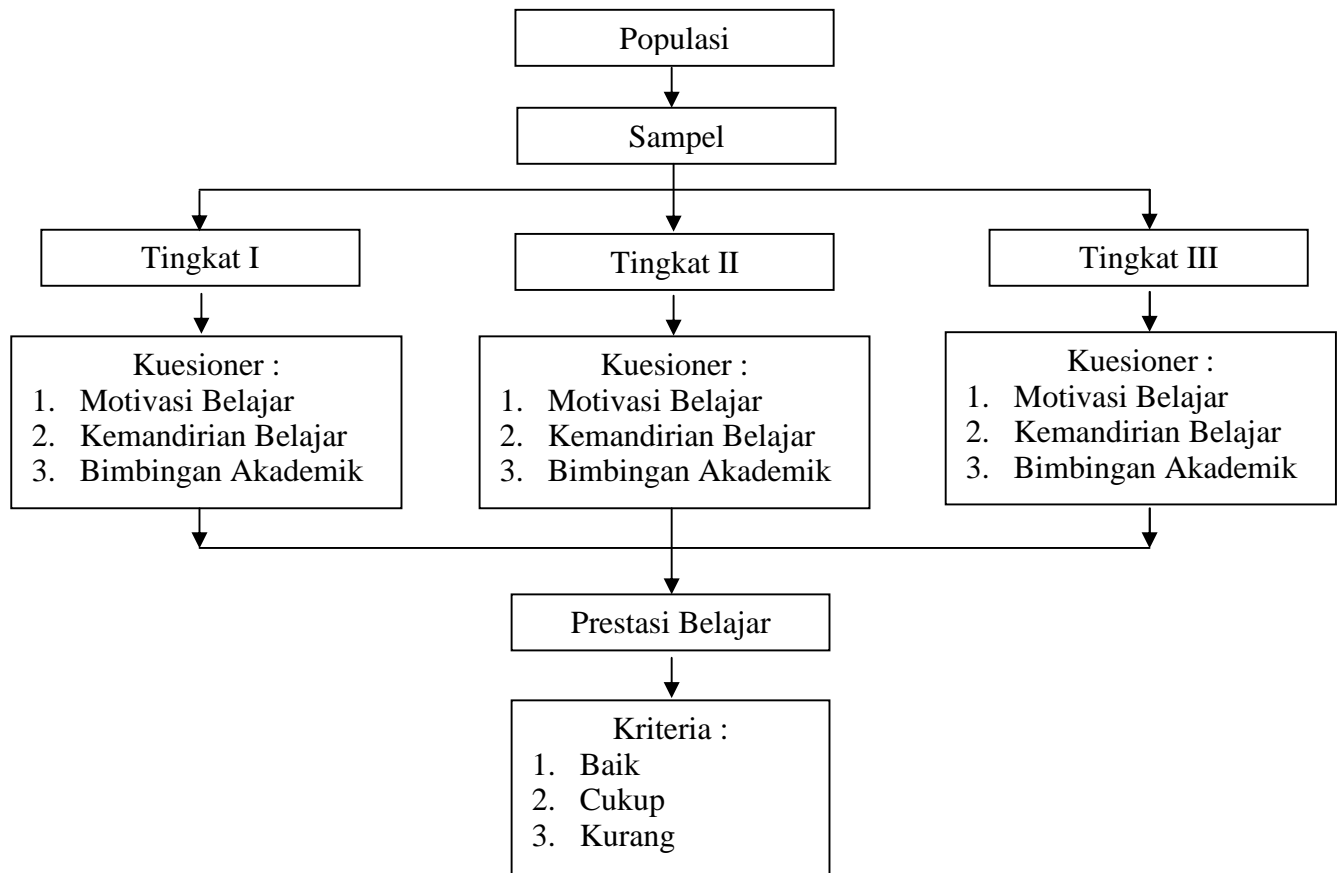 Populasi
Sampel
Tingkat I
Tingkat II
Tingkat III
Kuesioner :
1. Motivasi Belajar
2. Kemandirian Belajar
3. Bimbingan Akademik
Kuesioner :
1. Motivasi Belajar
2. Kemandirian Belajar
3. Bimbingan Akademik
Kuesioner :
1. Motivasi Belajar
2. Kemandirian Belajar
3. Bimbingan Akademik
Prestasi Belajar
Kriteria :
1. Baik
2. Cukup
3. Kurang